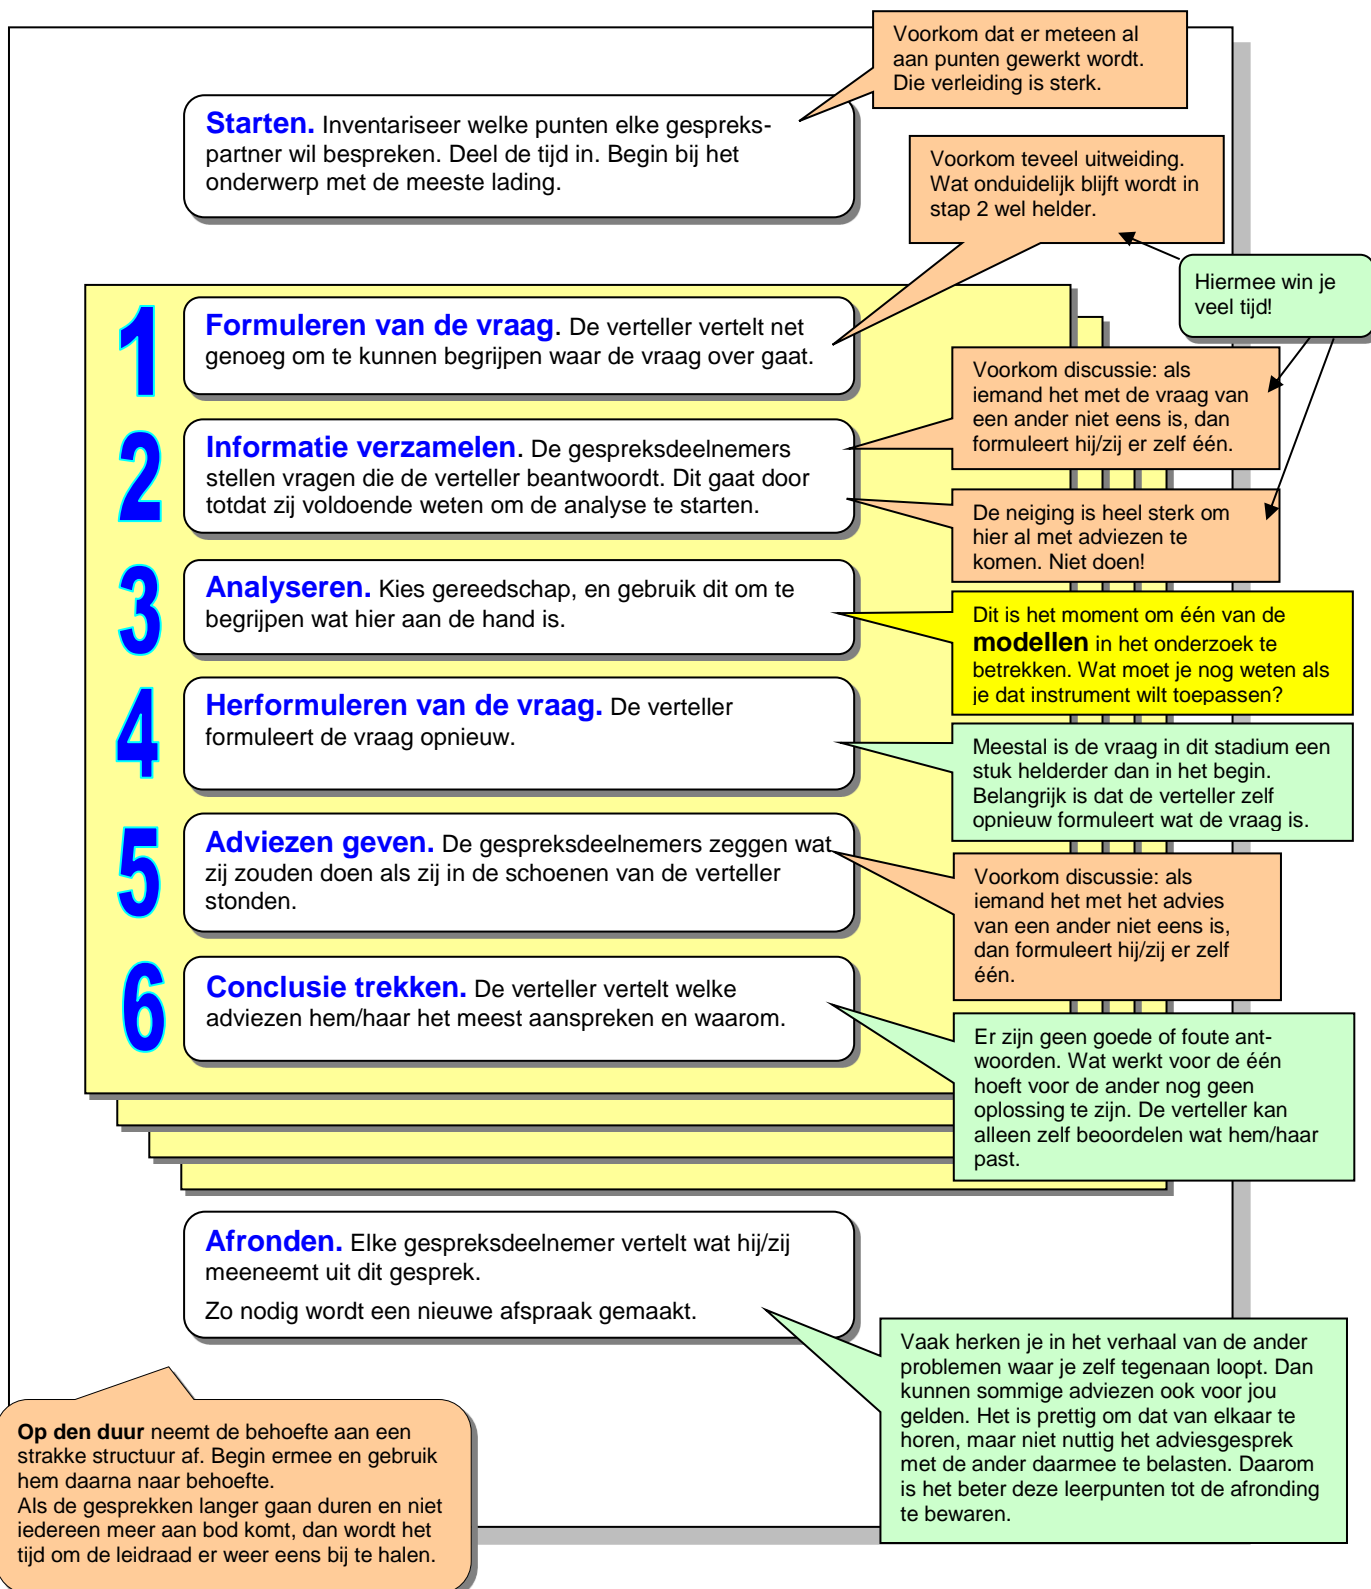 Voorkom dat er meteen al
aan punten gewerkt wordt.
Die verleiding is sterk.
Starten. Inventariseer welke punten elke gespreks-
partner wil bespreken. Deel de tijd in. Begin bij het
onderwerp met de meeste lading.
Voorkom teveel uitweiding.
Wat onduidelijk blijft wordt in
stap 2 wel helder.
Hiermee win je
veel tijd!
1
Formuleren van de vraag. De verteller vertelt net
genoeg om te kunnen begrijpen waar de vraag over gaat.
Voorkom discussie: als
iemand het met de vraag van
een ander niet eens is, dan
formuleert hij/zij er zelf één.
2
Informatie verzamelen. De gespreksdeelnemers
stellen vragen die de verteller beantwoordt. Dit gaat door
totdat zij voldoende weten om de analyse te starten.
De neiging is heel sterk om
hier al met adviezen te
komen. Niet doen!
3
Analyseren. Kies gereedschap, en gebruik dit om te
begrijpen wat hier aan de hand is.
Dit is het moment om één van de
modellen in het onderzoek te
betrekken. Wat moet je nog weten als
je dat instrument wilt toepassen?
4
Herformuleren van de vraag. De verteller
formuleert de vraag opnieuw.
Meestal is de vraag in dit stadium een
stuk helderder dan in het begin.
Belangrijk is dat de verteller zelf
opnieuw formuleert wat de vraag is.
5
Adviezen geven. De gespreksdeelnemers zeggen wat
zij zouden doen als zij in de schoenen van de verteller
stonden.
Voorkom discussie: als
iemand het met het advies
van een ander niet eens is,
dan formuleert hij/zij er zelf
één.
6
Conclusie trekken. De verteller vertelt welke
adviezen hem/haar het meest aanspreken en waarom.
Er zijn geen goede of foute ant-
woorden. Wat werkt voor de één
hoeft voor de ander nog geen
oplossing te zijn. De verteller kan
alleen zelf beoordelen wat hem/haar
past.
Afronden. Elke gespreksdeelnemer vertelt wat hij/zij
meeneemt uit dit gesprek.
Zo nodig wordt een nieuwe afspraak gemaakt.
Vaak herken je in het verhaal van de ander
problemen waar je zelf tegenaan loopt. Dan
kunnen sommige adviezen ook voor jou
gelden. Het is prettig om dat van elkaar te
horen, maar niet nuttig het adviesgesprek
met de ander daarmee te belasten. Daarom
is het beter deze leerpunten tot de afronding
te bewaren.
Op den duur neemt de behoefte aan een
strakke structuur af. Begin ermee en gebruik
hem daarna naar behoefte.
Als de gesprekken langer gaan duren en niet
iedereen meer aan bod komt, dan wordt het
tijd om de leidraad er weer eens bij te halen.